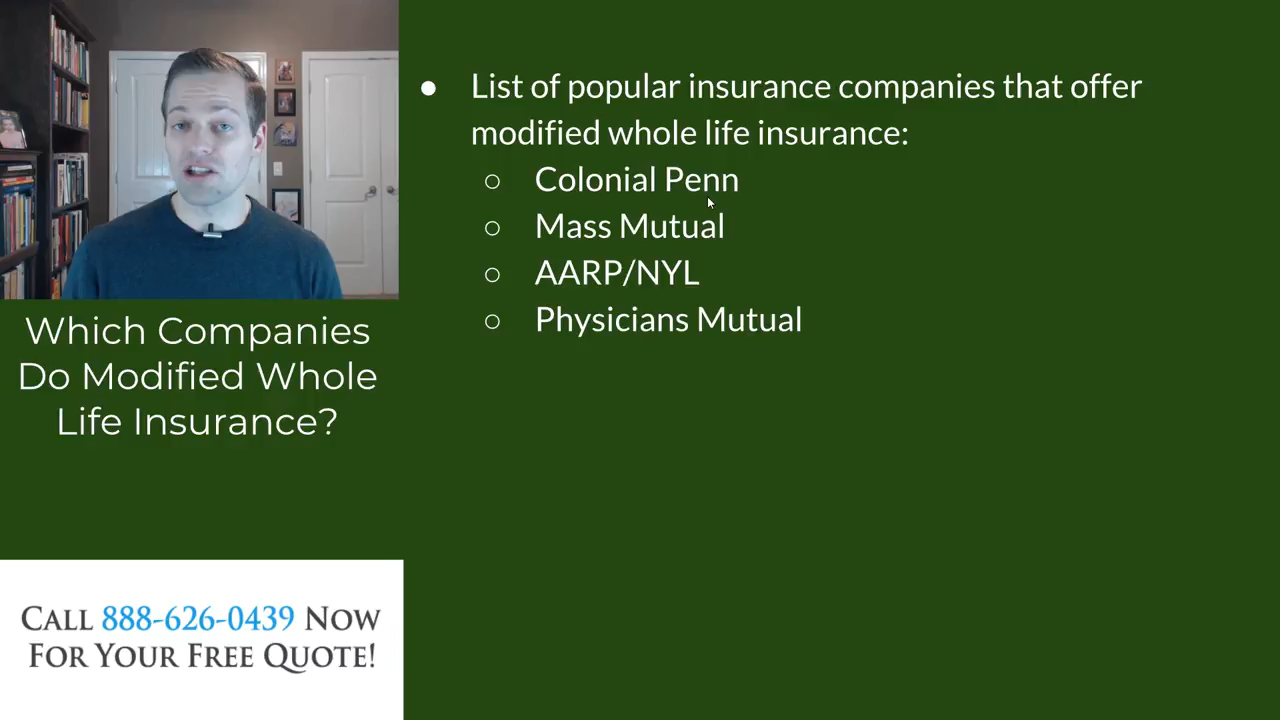 ● List of popular insurance companies that offer
modified whole life insurance:
○ Colonial Penn
○ Mass Mutual
○ AARP/NYL
○ Physicians Mutual
Which Companies
Do Modified Whole
Life Insurance?
CALL 888-626-0439 NOW
FOR YOUR FREE QUOTE!